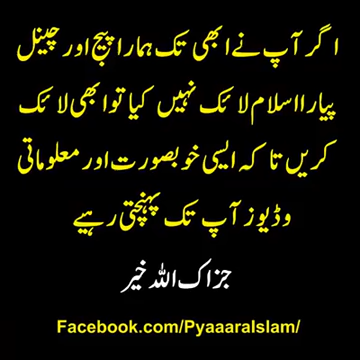 اگر آپ نے ابھی تک ہمارا پیج اور چینل
پیارا اسلام لائک نہیں کیا تو ابھی لائک
کریں تا کہ ایسی خوبصورت اور معلوماتی
وڈیوز آپ تک پہنچتی رہیے
جزاک اللہ خیر
Facebook.com/PyaaaraIslam/